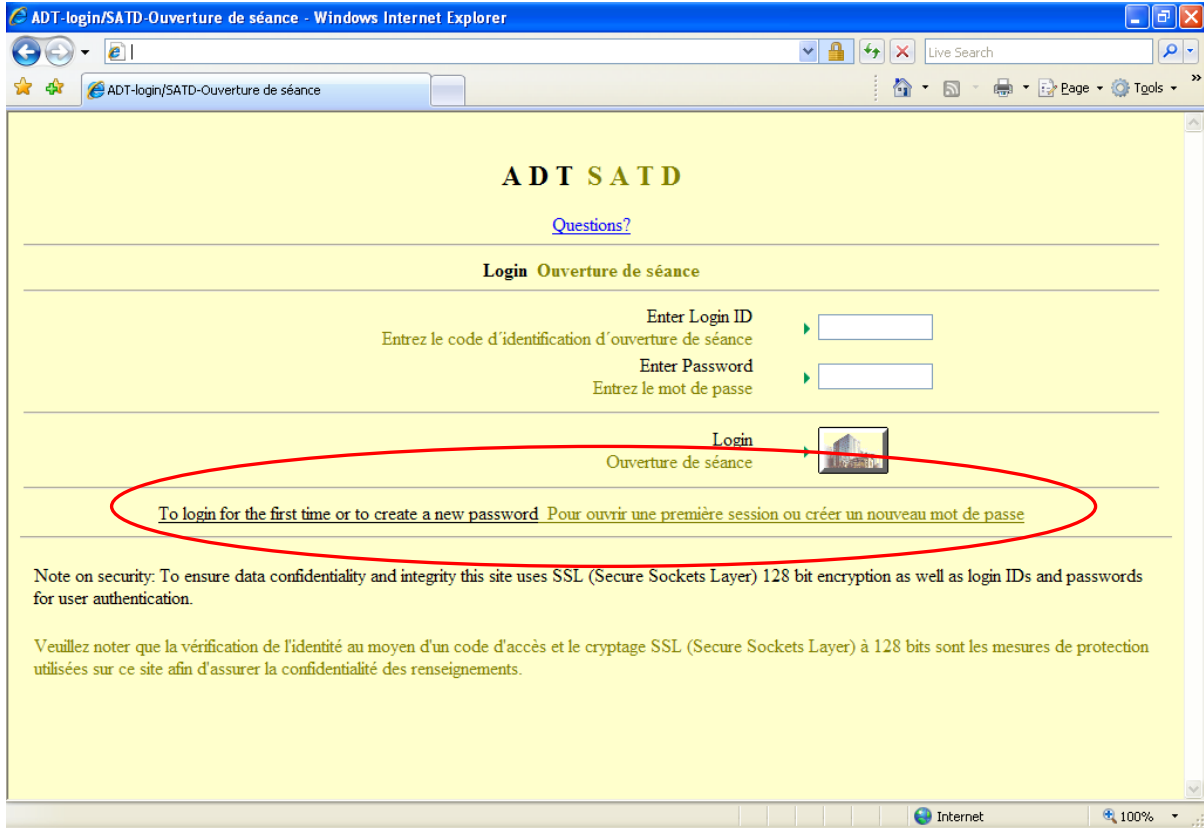 ADT-login/SATD-Ouverture de séance - Windows Internet Explorer
Live Search
ADT-login/SATD-Ouverture de séance
Page
Tools
»
A D T S A T D
Questions?
Login Ouverture de séance
Enter Login ID
Entrez le code d´identification d´ouverture de séance
Enter Password
Entrez le mot de passe
Login
Ouverture de séance
To login for the first time or to create a new password Pour ouvrir une première session ou créer un nouveau mot de passe
Note on security: To ensure data confidentiality and integrity this site uses SSL (Secure Sockets Layer) 128 bit encryption as well as login IDs and passwords
for user authentication.
Veuillez noter que la vérification de l'identité au moyen d'un code d'accès et le cryptage SSL (Secure Sockets Layer) à 128 bits sont les mesures de protection
utilisées sur ce site afin d'assurer la confidentialité des renseignements.
Internet
100%